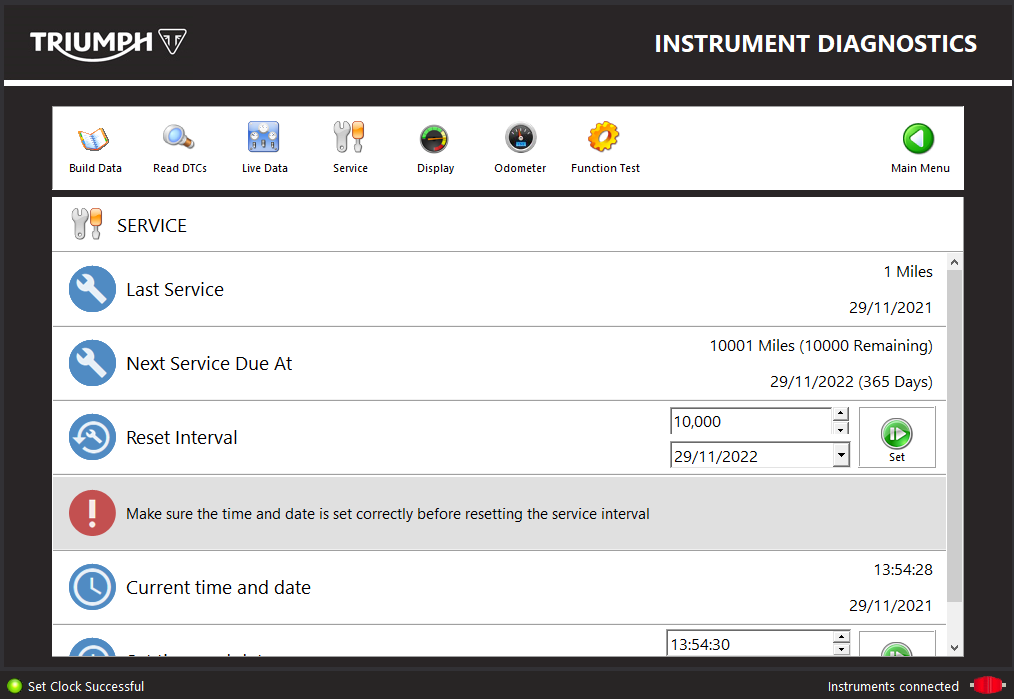 TRIUMPH
INSTRUMENT DIAGNOSTICS
Build Data
Read DTCs
Live Data
Service
Display
Odometer
Function Test
Main Menu
SERVICE
Last Service
1 Miles
29/11/2021
Next Service Due At
10001 Miles (10000 Remaining)
29/11/2022 (365 Days)
Reset Interval
10,000
29/11/2022
Set
Make sure the time and date is set correctly before resetting the service interval
Current time and date
13:54:28
29/11/2021
13:54:30
Set Clock Successful
Instruments connected